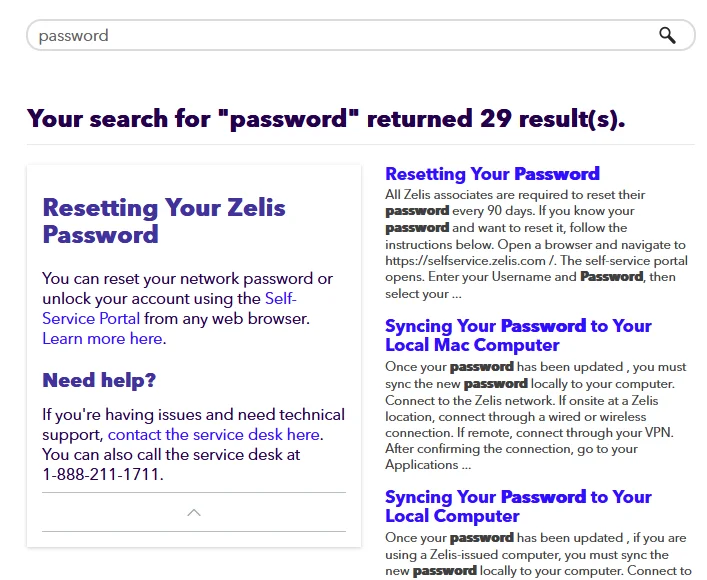 password
Your search for "password" returned 29 result(s).
Resetting Your Zelis
Password
You can reset your network password or
unlock your account using the Self-
Service Portal from any web browser.
Learn more here.
Need help?
If you're having issues and need technical
support, contact the service desk here.
You can also call the service desk at
1-888-211-1711.
Resetting Your Password
All Zelis associates are required to reset their
password every 90 days. If you know your
password and want to reset it, follow the
instructions below. Open a browser and navigate to
https://selfservice.zelis.com /. The self-service portal
opens. Enter your Username and Password, then
select your ...
Syncing Your Password to Your
Local Mac Computer
Once your password has been updated , you must
sync the new password locally to your computer.
Connect to the Zelis network. If onsite at a Zelis
location, connect through a wired or wireless
connection. If remote, connect through your VPN.
After confirming the connection, go to your
Applications ...
Syncing Your Password to Your
Local Computer
Once your password has been updated , if you are
using a Zelis-issued computer, you must sync the
new password locally to your computer. Connect to